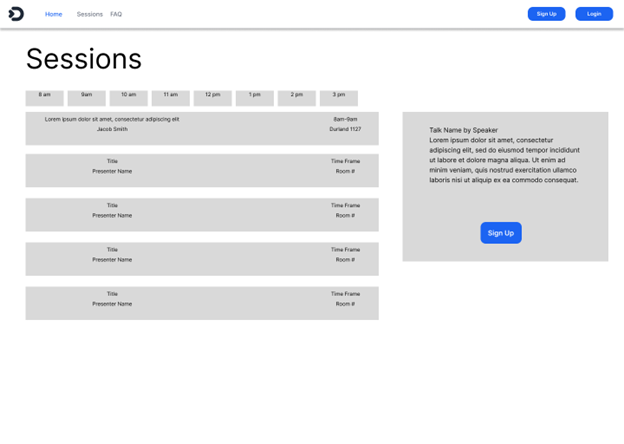 Home Sessions FAQ Sign Up Login
Sessions
8 am 9am 10 am 11 am 12 pm 1 pm 2 pm 3 pm
Lorem ipsum dolor sit amet, consectetur adipiscing elit 8am-9am
Jacob Smith Durland 1127
Title Time Frame
Presenter Name Room #
Title Time Frame
Presenter Name Room #
Title Time Frame
Presenter Name Room #
Title Time Frame
Presenter Name Room #
Talk Name by Speaker
Lorem ipsum dolor sit amet, consectetur
adipiscing elit, sed do eiusmod tempor incididunt
ut labore et dolore magna aliqua. Ut enim ad
minim veniam, quis nostrud exercitation ullamco
laboris nisi ut aliquip ex ea commodo consequat.
Sign Up